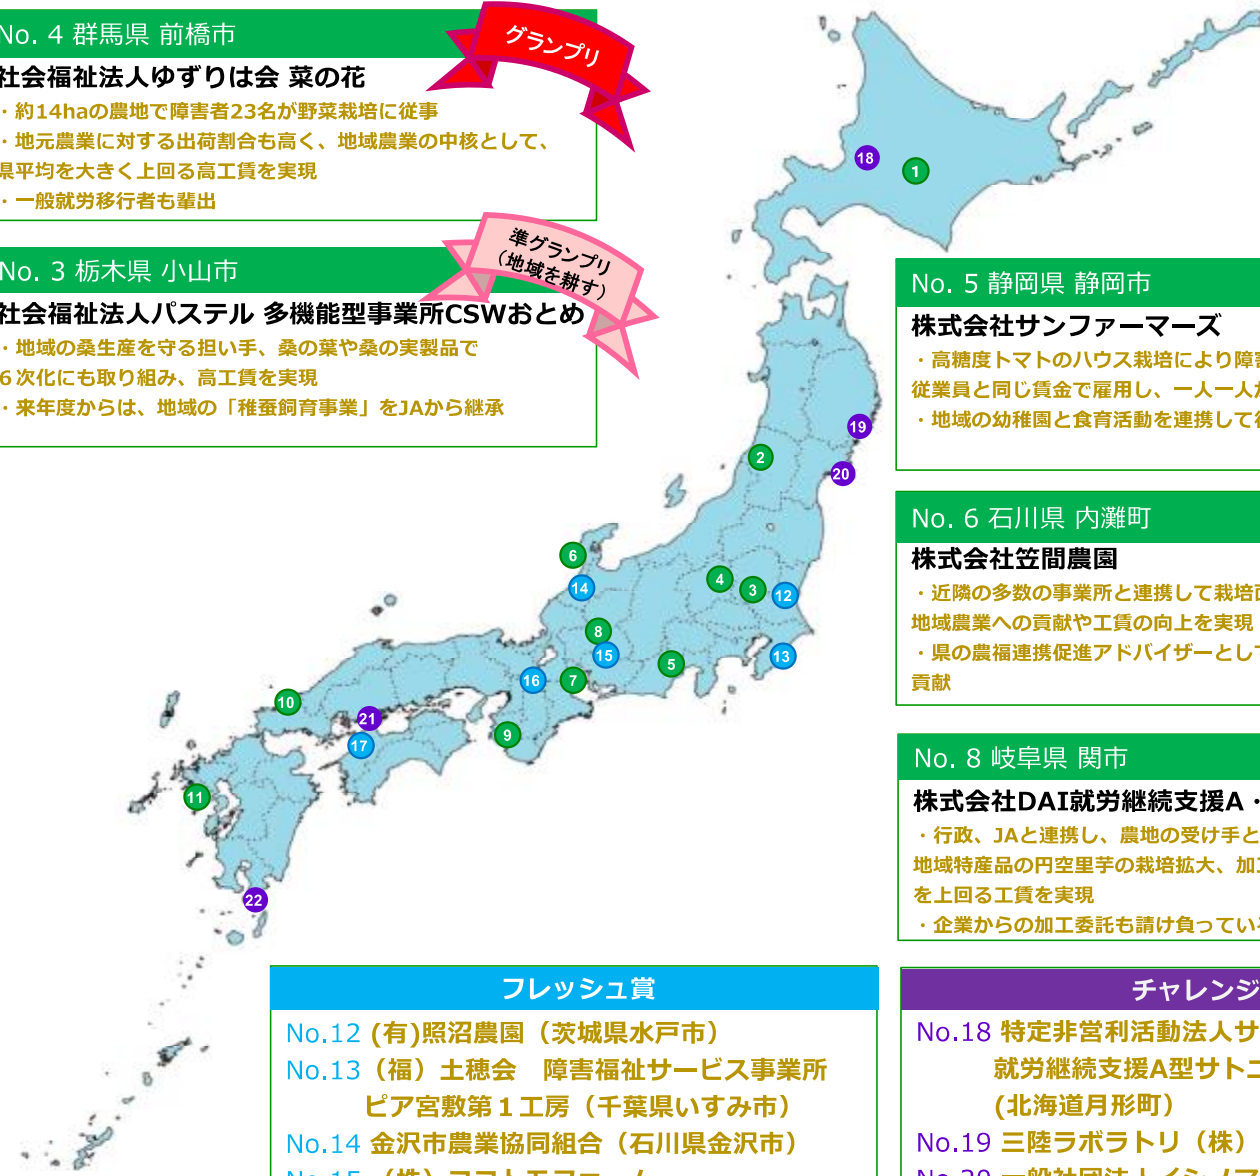 No. 4 群馬県 前橋市
グランプリ
社会福祉法人ゆずりは会 菜の花
・約14haの農地で障害者23名が野菜栽培に従事
・地元農業に対する出荷割合も高く、地域農業の中核として、
県平均を大きく上回る高工賃を実現
・一般就労移行者も輩出
No. 3 栃木県 小山市
準グランプリ
（地域を耕す）
社会福祉法人パステル 多機能型事業所CSWおとめ
・地域の桑生産を守る担い手、桑の葉や桑の実製品で
６次化にも取り組み、高工賃を実現
・来年度からは、地域の「稚蚕飼育事業」をJAから継承
18
1
19
2
20
6
14
4
3
12
8
15
13
5
16
7
10
21
17
9
11
22
No. 5 静岡県 静岡市
株式会社サンファーマーズ
・高糖度トマトのハウス栽培により障
従業員と同じ賃金で雇用し、一人一人
・地域の幼稚園と食育活動を連携して
No. 6 石川県 内灘町
株式会社笠間農園
・近隣の多数の事業所と連携して栽培
地域農業への貢献や工賃の向上を実現
・県の農福連携促進アドバイザーとし
貢献
No. 8 岐阜県 関市
株式会社DAI就労継続支援A・
・行政、JAと連携し、農地の受け手と
地域特産品の円空里芋の栽培拡大、加
を上回る工賃を実現
・企業からの加工委託も請け負ってい
フレッシュ賞
No.12 (有)照沼農園（茨城県水戸市）
No.13（福）土穂会　障害福祉サービス事業所
ピア宮敷第１工房（千葉県いすみ市）
No.14 金沢市農業協同組合（石川県金沢市）
チャレンジ
No.18 特定非営利活動法人サ
就労継続支援A型サトニ
(北海道月形町）
No.19 三陸ラボラトリ（株）